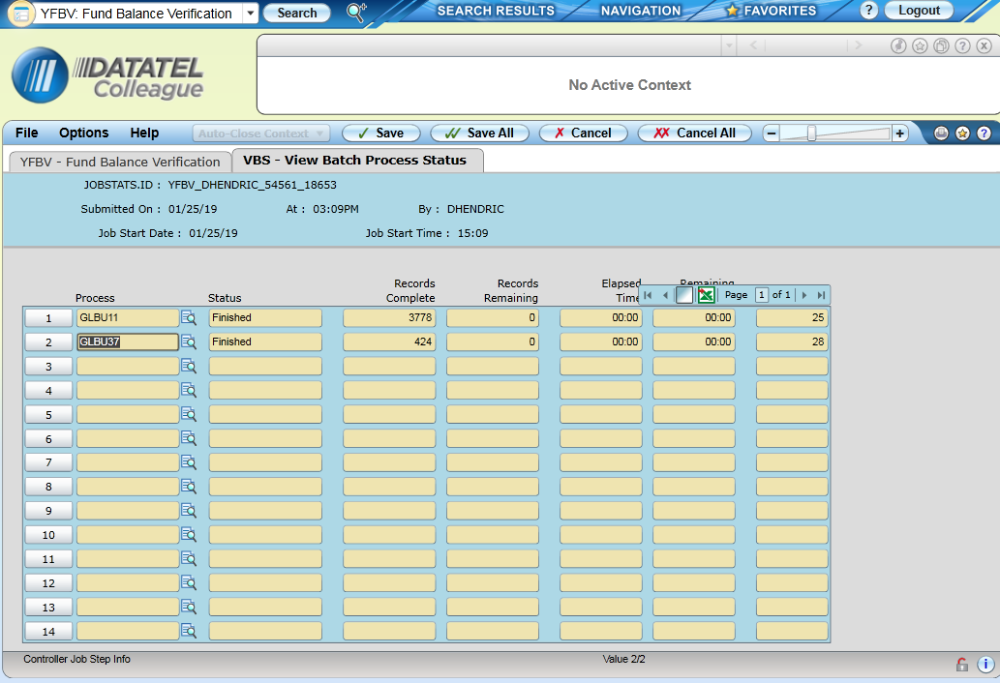 YFBV: Fund Balance Verification Search SEARCH RESULTS NAVIGATION FAVORITES ? Logout
DATATEL
Colleague
No Active Context
File Options Help Auto-Close Context Save Save All Cancel Cancel All
YFBV - Fund Balance Verification VBS - View Batch Process Status
JOBSTATS.ID : YFBV_DHENDRIC_54561_18653
Submitted On : 01/25/19 At : 03:09PM By : DHENDRIC
Job Start Date : 01/25/19 Job Start Time : 15:09
Records Records Elapsed Remaining
Process Status Complete Remaining Time Page 1 of 1
1 GLBU11 Finished 3778 0 00:00 00:00 25
2 GLBU37 Finished 424 0 00:00 00:00 28
3
4
5
6
7
8
9
10
11
12
13
14
Controller Job Step Info Value 2/2